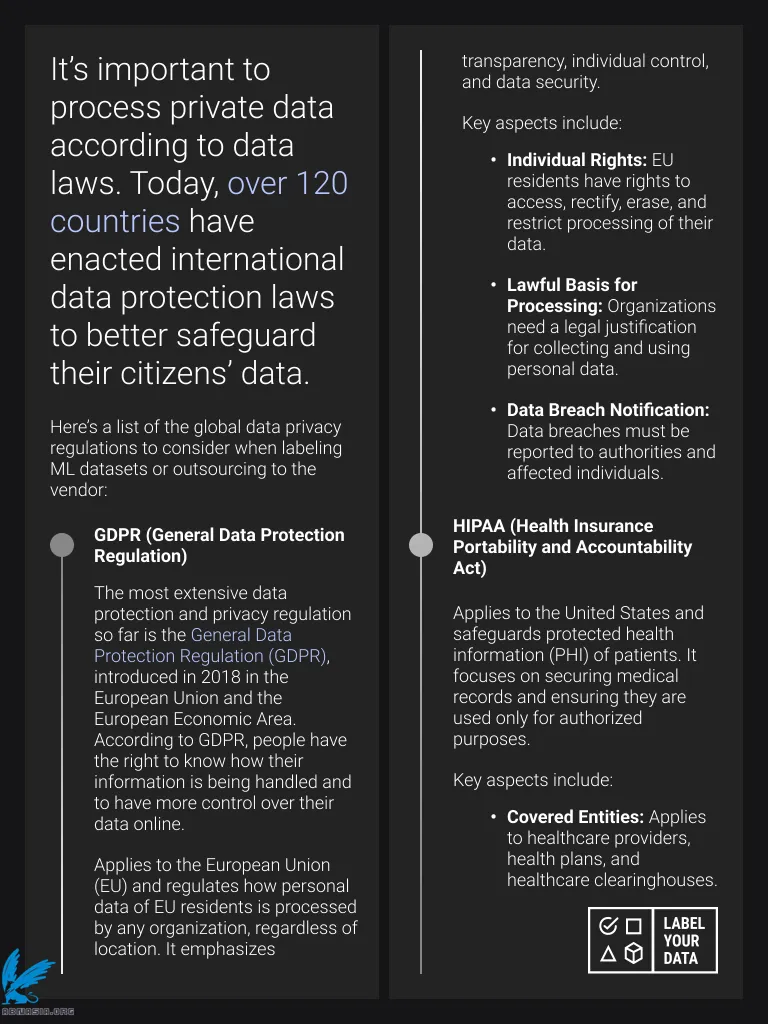 It’s important to
process private data
according to data
laws. Today, over 120
countries have
enacted international
data protection laws
to better safeguard
their citizens’ data.
Here’s a list of the global data privacy
regulations to consider when labeling
ML datasets or outsourcing to the
vendor:
GDPR (General Data Protection
Regulation)
The most extensive data
protection and privacy regulation
so far is the General Data
Protection Regulation (GDPR),
introduced in 2018 in the
European Union and the
European Economic Area.
According to GDPR, people have
the right to know how their
information is being handled and
to have more control over their
data online.
Applies to the European Union
(EU) and regulates how personal
data of EU residents is processed
by any organization, regardless of
location. It emphasizes
transparency, individual control,
and data security.
Key aspects include:
• Individual Rights: EU
residents have rights to
access, rectify, erase, and
restrict processing of their
data.
• Lawful Basis for
Processing: Organizations
need a legal justification
for collecting and using
personal data.
• Data Breach Notification:
Data breaches must be
reported to authorities and
affected individuals.
HIPAA (Health Insurance
Portability and Accountability
Act)
Applies to the United States and
safeguards protected health
information (PHI) of patients. It
focuses on securing medical
records and ensuring they are
used only for authorized
purposes.
Key aspects include:
• Covered Entities: Applies
to healthcare providers,
health plans, and
healthcare clearinghouses.
LABEL
YOUR
DATA
ABNASIA.ORG